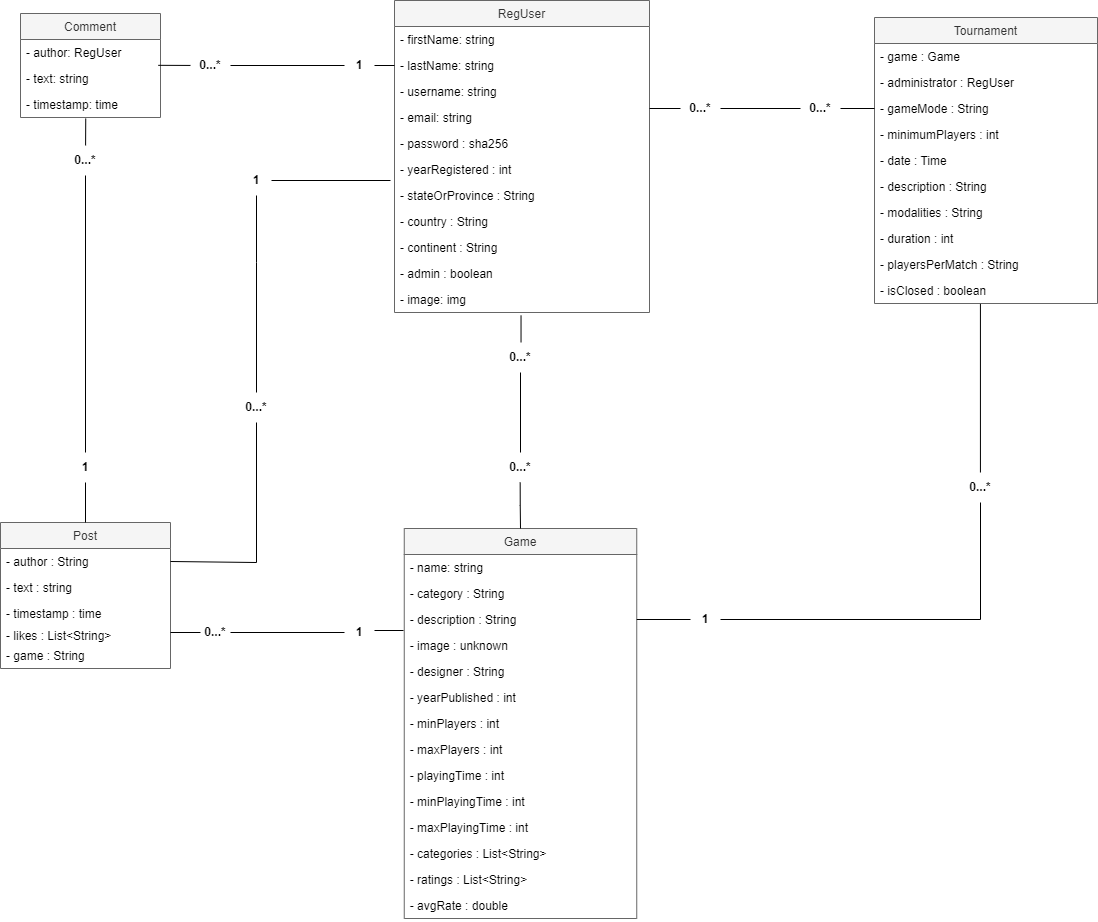 Comment
- author: RegUser
- text: string
- timestamp: time
RegUser
- firstName: string
- lastName: string
- username: string
- email: string
- password : sha256
- yearRegistered : int
- stateOrProvince : String
- country : String
- continent : String
- admin : boolean
- image: img
Tournament
- game : Game
- administrator : RegUser
- gameMode : String
- minimumPlayers : int
- date : Time
- description : String
- modalities : String
- duration : int
- playersPerMatch : String
- isClosed : boolean
0...*
1
0...*
0...*
0...*
1
0...*
1
0...*
0...*
0...*
1
Post
- author : String
- text : string
- timestamp : time
- likes : List<String>
- game : String
0...*
1
Game
- name: string
- category : String
- description : String
- image : unknown
- designer : String
- yearPublished : int
- minPlayers : int
- maxPlayers : int
- playingTime : int
- minPlayingTime : int
- maxPlayingTime : int
- categories : List<String>
- ratings : List<String>
- avgRate : double